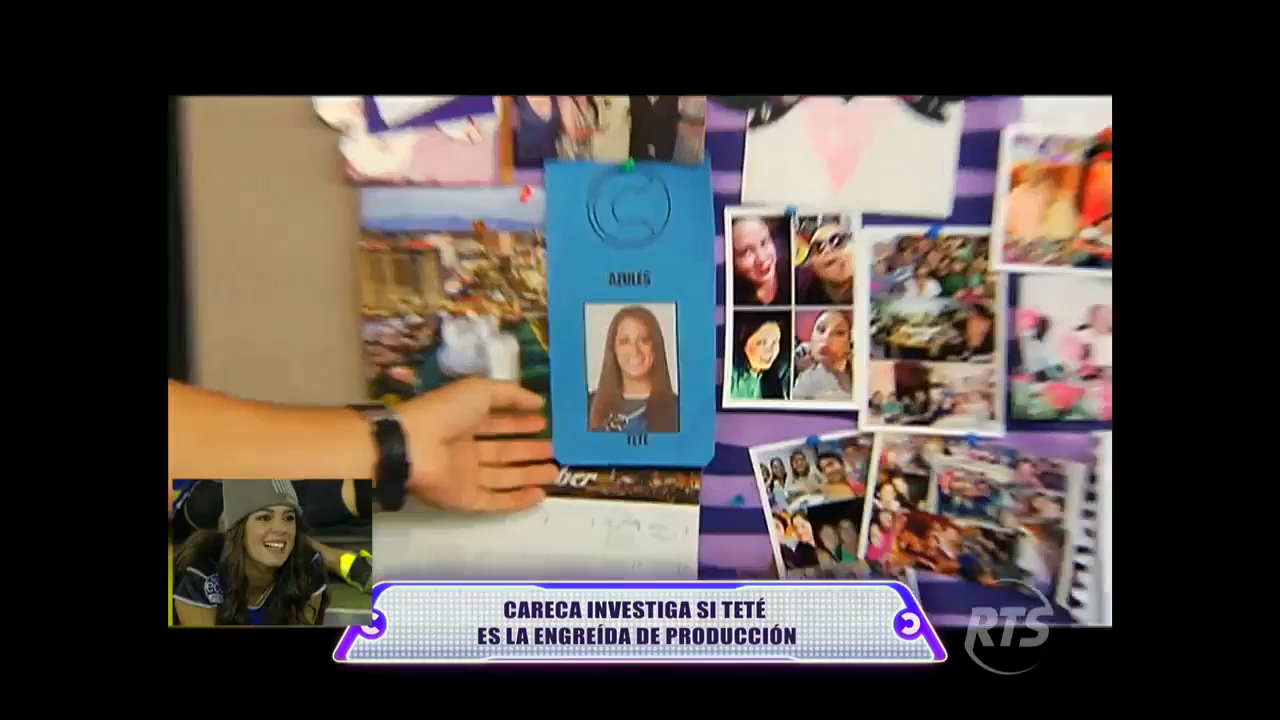 AZULES
TETÉ
CARECA INVESTIGA SI TETÉ
ES LA ENGREÍDA DE PRODUCCIÓN
RTS